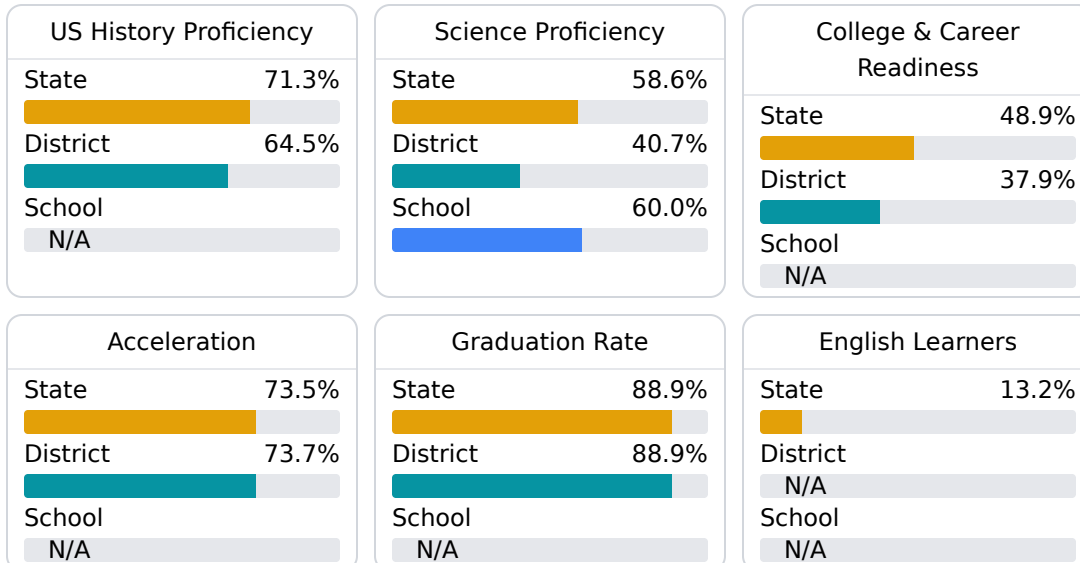 US History Proficiency
State 71.3%
District 64.5%
School
N/A
Science Proficiency
State 58.6%
District 40.7%
School 60.0%
College & Career
Readiness
State 48.9%
District 37.9%
School
N/A
Acceleration
State 73.5%
District 73.7%
School
N/A
Graduation Rate
State 88.9%
District 88.9%
School
N/A
English Learners
State 13.2%
District
N/A
School
N/A